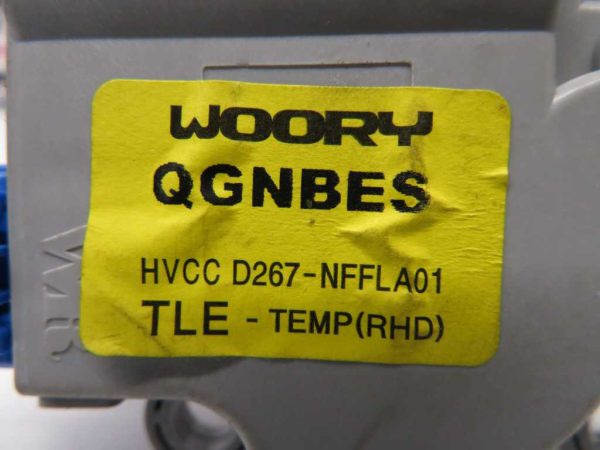 WOORY
QGNBES
HVCC D267-NFFLA01
TLE - TEMP(RHD)